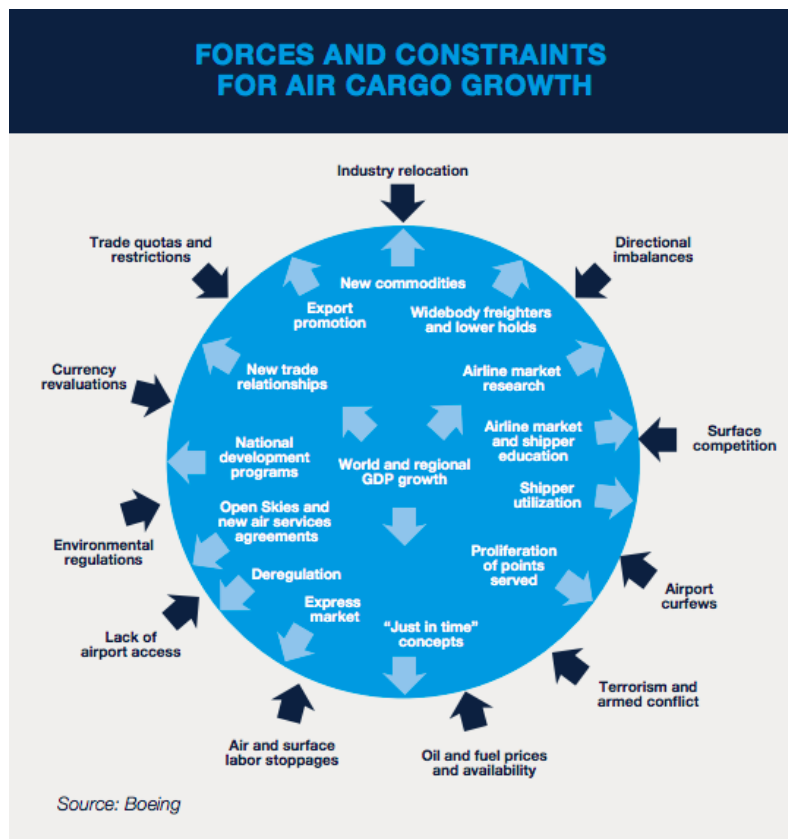 FORCES AND CONSTRAINTS
FOR AIR CARGO GROWTH
Industry relocation
Trade quotas and
restrictions
Directional
imbalances
New commodities
Export
promotion
Widebody freighters
and lower holds
New trade
relationships
Airline market
research
Currency
revaluations
Airline market
and shipper
education
Surface
competition
National
development
programs
World and regional
GDP growth
Shipper
utilization
Open Skies and
new air services
agreements
Environmental
regulations
Proliferation
of points
served
Deregulation
Airport
curfews
Express
market
"Just in time"
concepts
Lack of
airport access
Terrorism and
armed conflict
Air and surface
labor stoppages
Oil and fuel prices
and availability
Source: Boeing